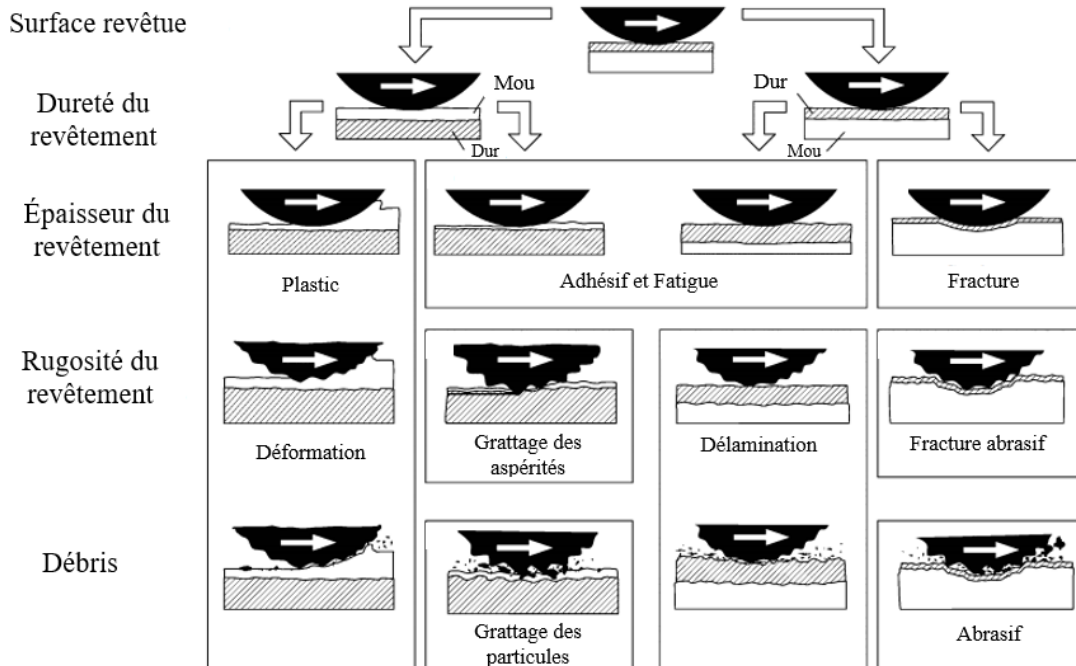 Surface revêtue
Dureté du
revêtement
Mou
Dur
Dur
Mou
Épaisseur du
revêtement
Plastic
Adhésif et Fatigue
Fracture
Rugosité du
revêtement
Déformation
Grattage des
aspérités
Délamination
Fracture abrasif
Débris
Grattage des
particules
Abrasif